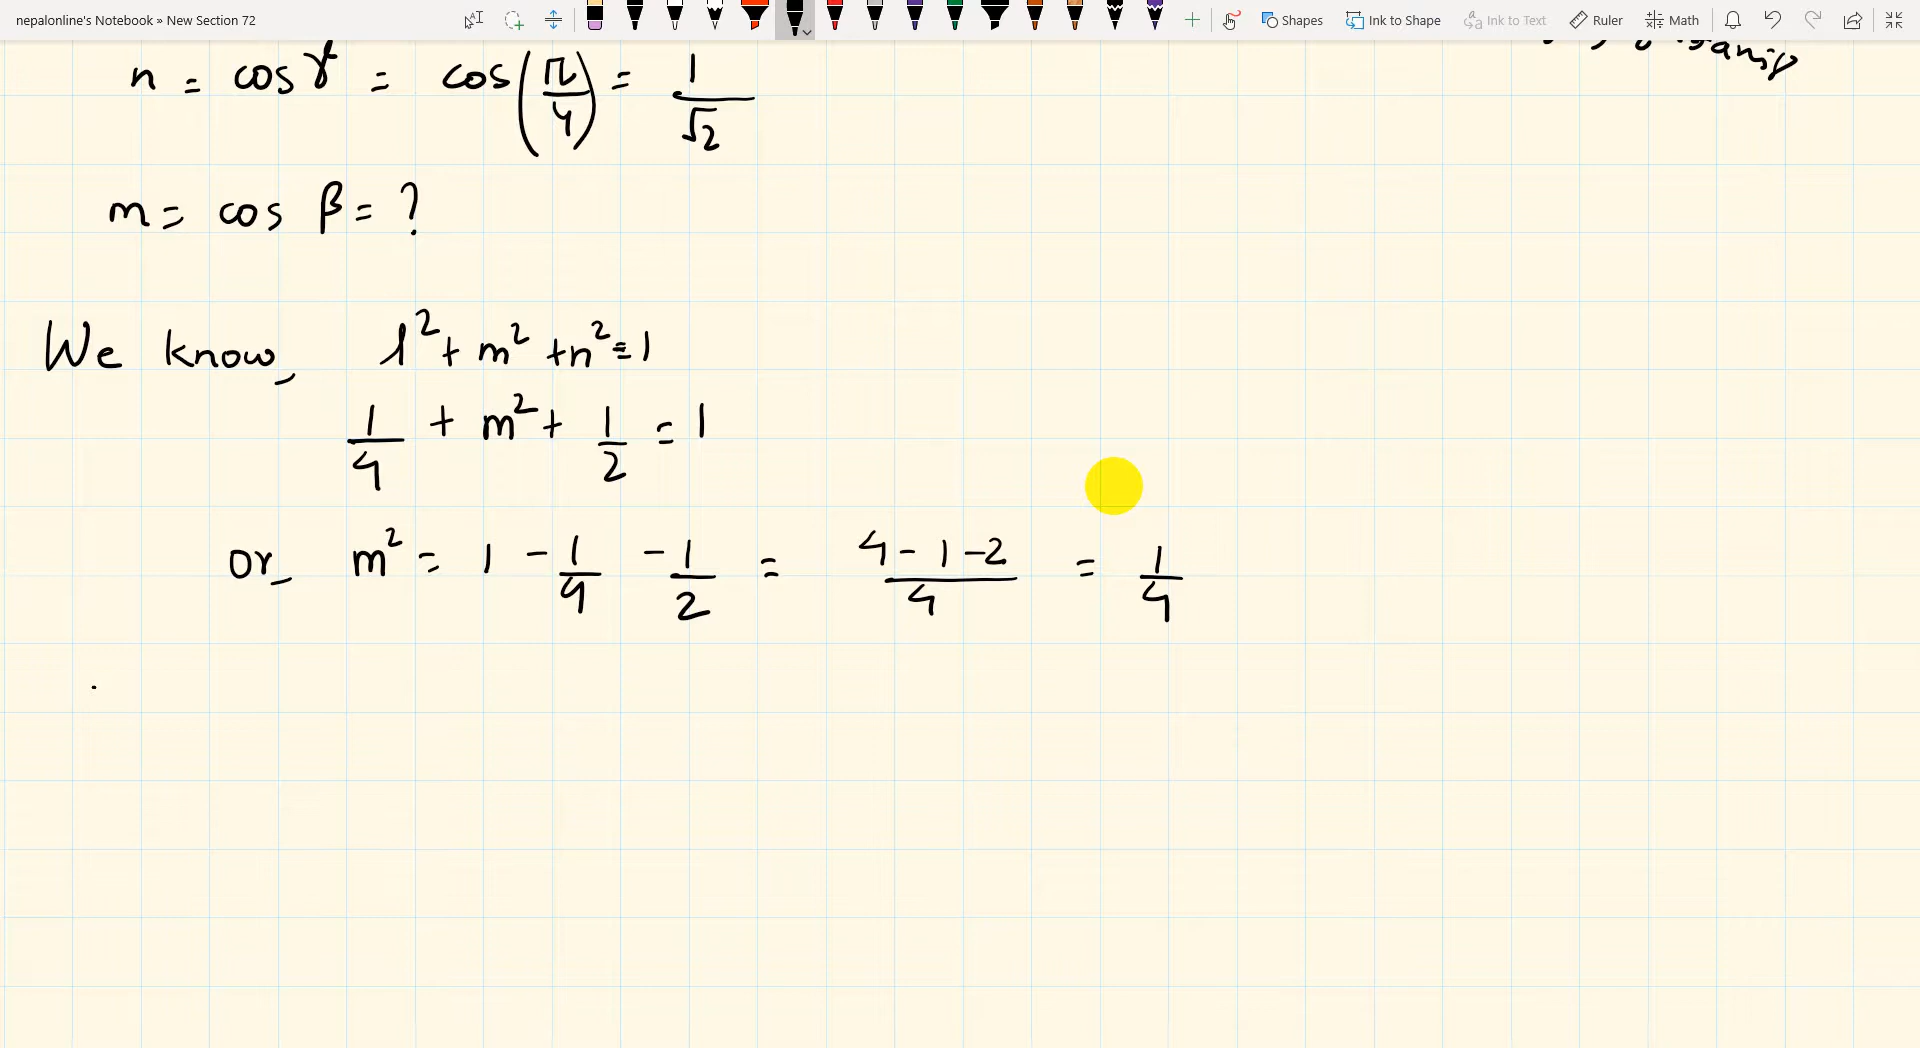 nepalonline's Notebook » New Section 72
Shapes Ink to Shape Ink to Text Ruler Math
n = cos γ = cos(π/4) = 1/√2
m = cos β = ?
We know, l² + m² + n² = 1
1/4 + m² + 1/2 = 1
or, m² = 1 - 1/4 - 1/2 = (4 - 1 - 2)/4 = 1/4